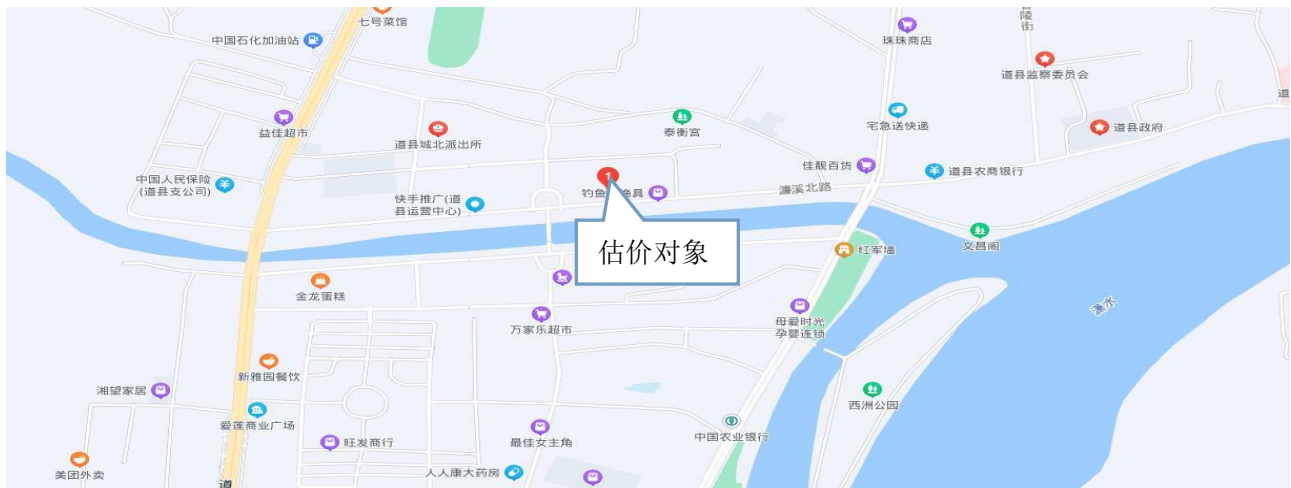 七号菜馆
中国石化加油站
珠珠商店
陵
街
道县监察委员会
道
益佳超市
道县城北派出所
泰衡宫
宅急送快递
道县政府
中国人民保险
(道县支公司)
佳靓百货
道县农商银行
快手推广(道
县运营中心)
钓鱼
渔具
濂溪北路
估价对象
红军墙
文昌阁
金龙蛋糕
万家乐超市
母爱时光
孕婴连锁
濂水
新雅园餐饮
湘望家居
西洲公园
爱莲商业广场
旺发商行
最佳女主角
中国农业银行
美团外卖
人人康大药房
道